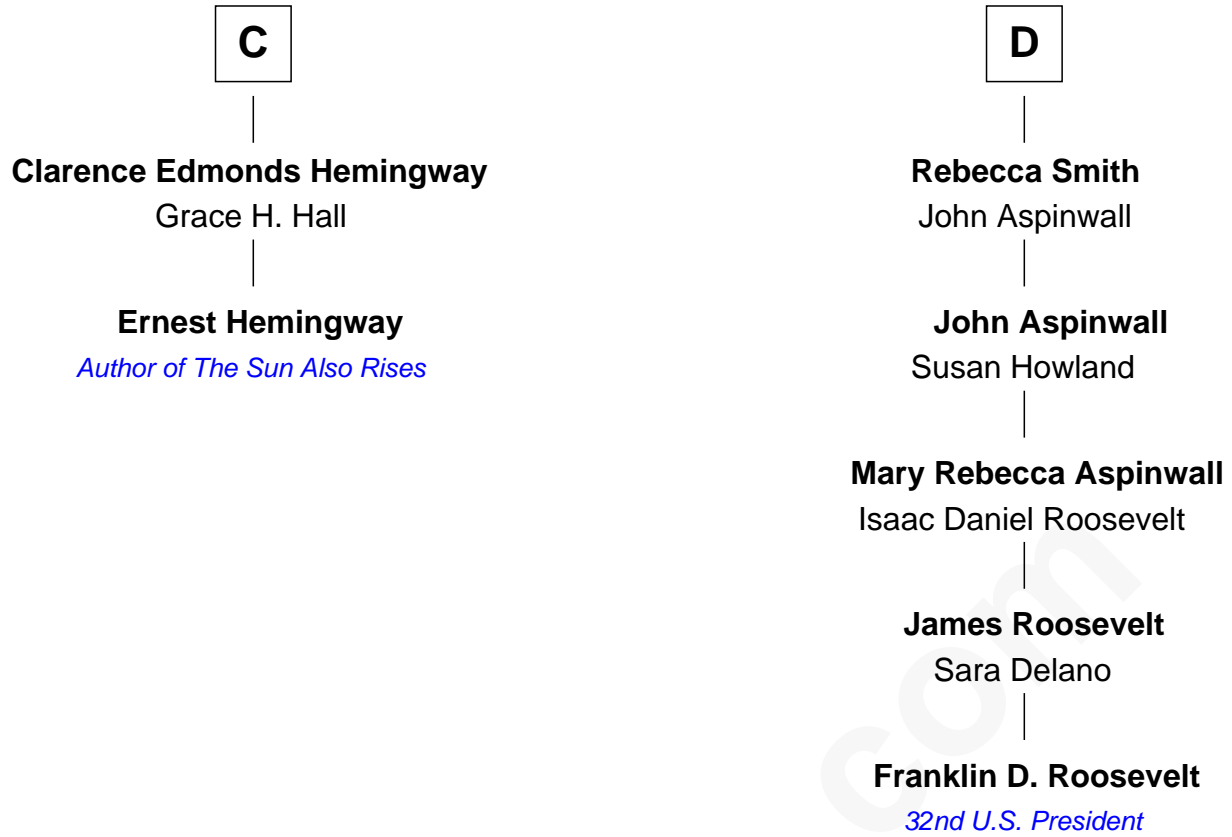 C
Clarence Edmonds Hemingway
Grace H. Hall
Ernest Hemingway
Author of The Sun Also Rises
D
Rebecca Smith
John Aspinwall
John Aspinwall
Susan Howland
Mary Rebecca Aspinwall
Isaac Daniel Roosevelt
James Roosevelt
Sara Delano
Franklin D. Roosevelt
32nd U.S. President
com